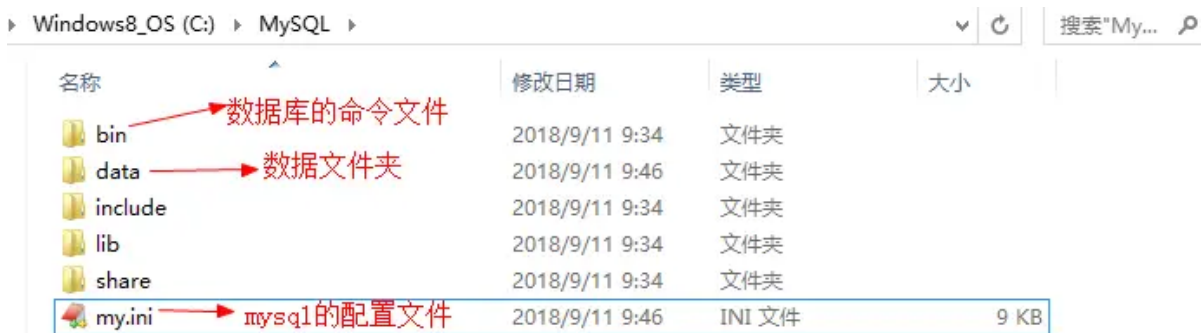 Windows8_OS (C:) MySQL 搜索"My...
名称 修改日期 类型 大小
数据库的命令文件
bin 2018/9/11 9:34 文件夹
data 数据文件夹 2018/9/11 9:46 文件夹
include 2018/9/11 9:34 文件夹
lib 2018/9/11 9:34 文件夹
share 2018/9/11 9:34 文件夹
my.ini mysql的配置文件 2018/9/11 9:46 INI 文件 9 KB